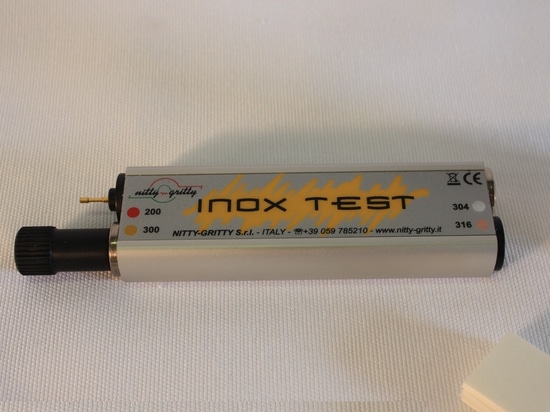 nitty-gritty
INOX TEST
200
300
304
316
NITTY-GRITTY S.r.l. - ITALY - ☏+39 059 785210 - www.nitty-gritty.it
CE